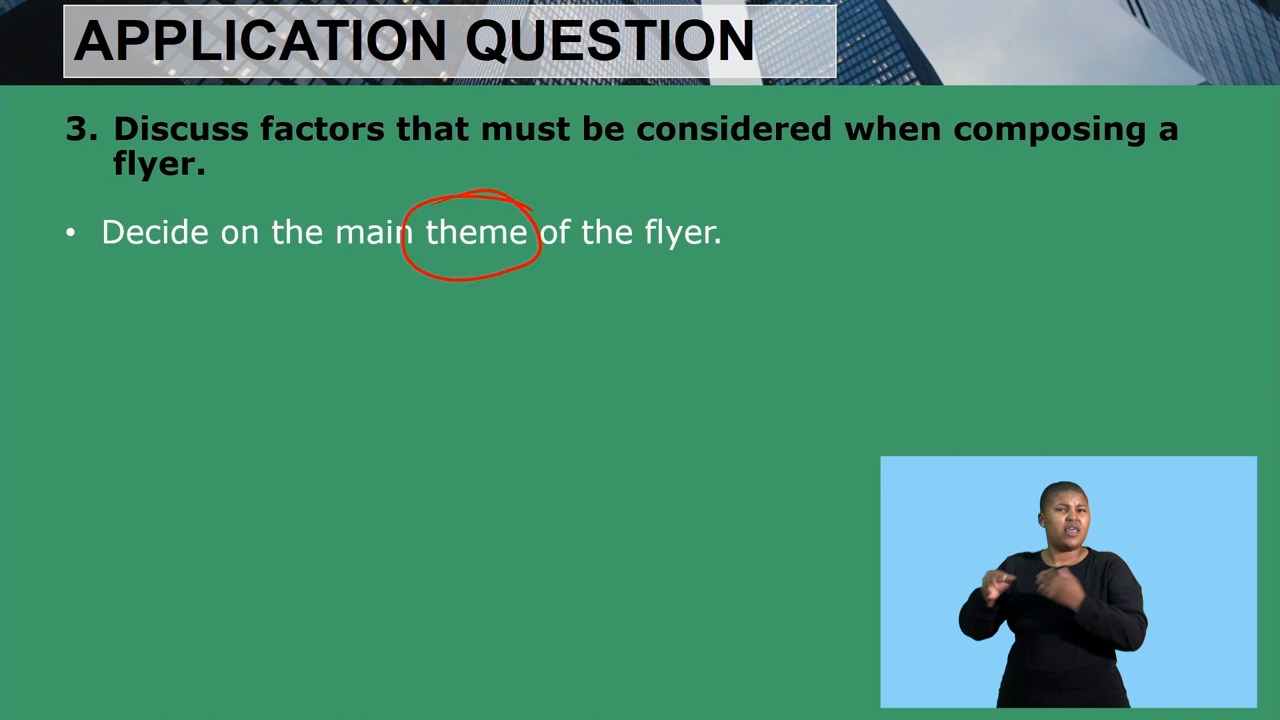 APPLICATION QUESTION
3. Discuss factors that must be considered when composing a
flyer.
• Decide on the main theme of the flyer.